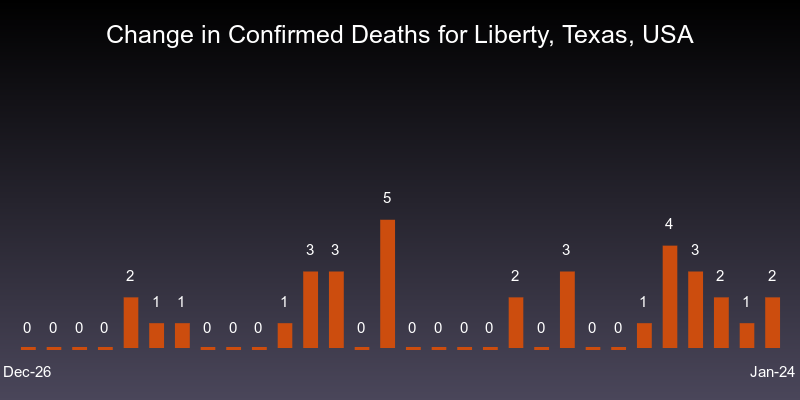 Change in Confirmed Deaths for Liberty, Texas, USA
0 0 0 0 2 1 1 0 0 0 1 3 3 0 5 0 0 0 0 2 0 3 0 0 1 4 3 2 1 2
Dec-26 Jan-24